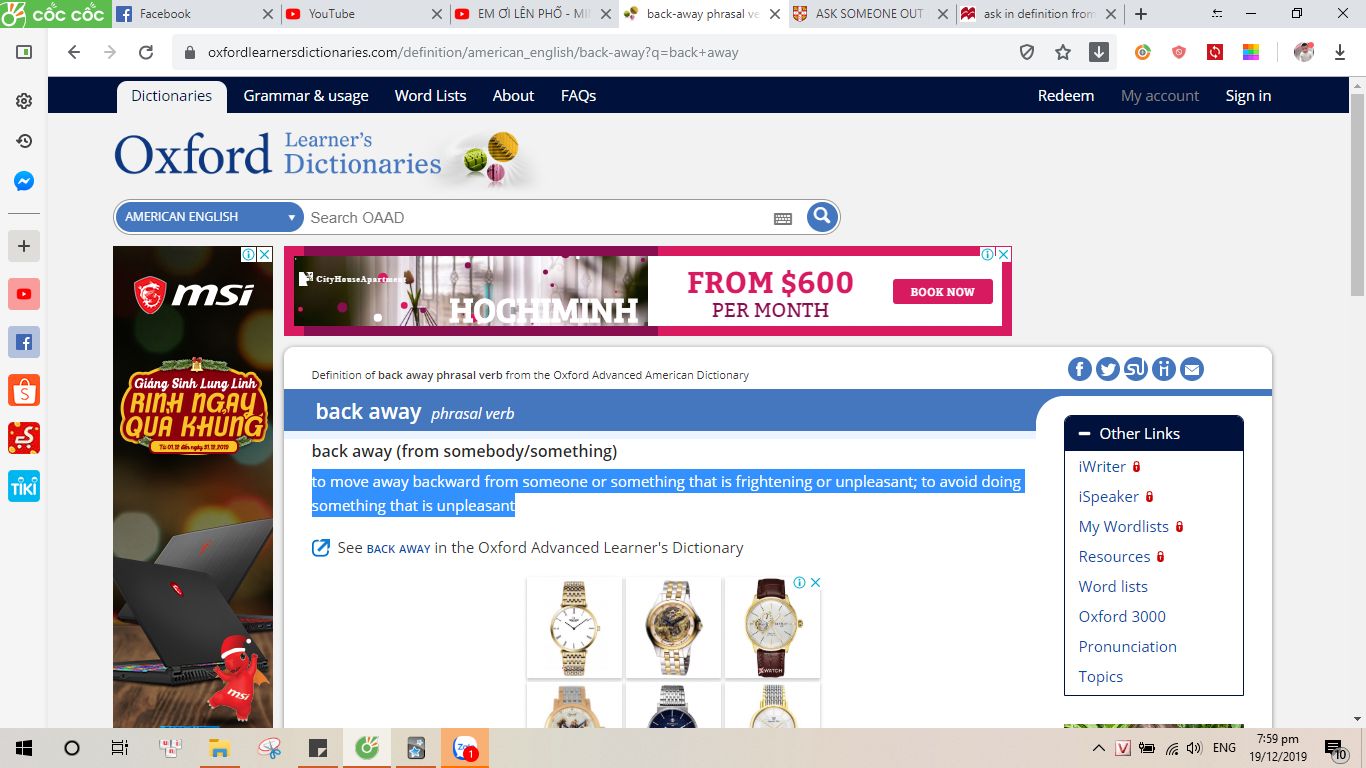 cốc cốc
Facebook
YouTube
EM ƠI LÊN PHỐ - MI
back-away phrasal ve
ASK SOMEONE OUT
ask in definition from
oxfordlearnersdictionaries.com/definition/american_english/back-away?q=back+away
Dictionaries
Grammar & usage
Word Lists
About
FAQs
Redeem
My account
Sign in
Oxford Learner's
Dictionaries
AMERICAN ENGLISH
Search OAAD
msi
Giáng Sinh Lung Linh
RINH NGAY
QUÀ KHỦNG
Từ 01.12 đến ngày 31.12.2019
msi
CityHouseApartment
HOCHIMINH
FROM $600
PER MONTH
BOOK NOW
Definition of back away phrasal verb from the Oxford Advanced American Dictionary
back away phrasal verb
back away (from somebody/something)
to move away backward from someone or something that is frightening or unpleasant; to avoid doing
something that is unpleasant
See BACK AWAY in the Oxford Advanced Learner's Dictionary
Other Links
iWriter
iSpeaker
My Wordlists
Resources
Word lists
Oxford 3000
Pronunciation
Topics
TIKI
WATCH
ENG
7:59 pm
19/12/2019
10
1